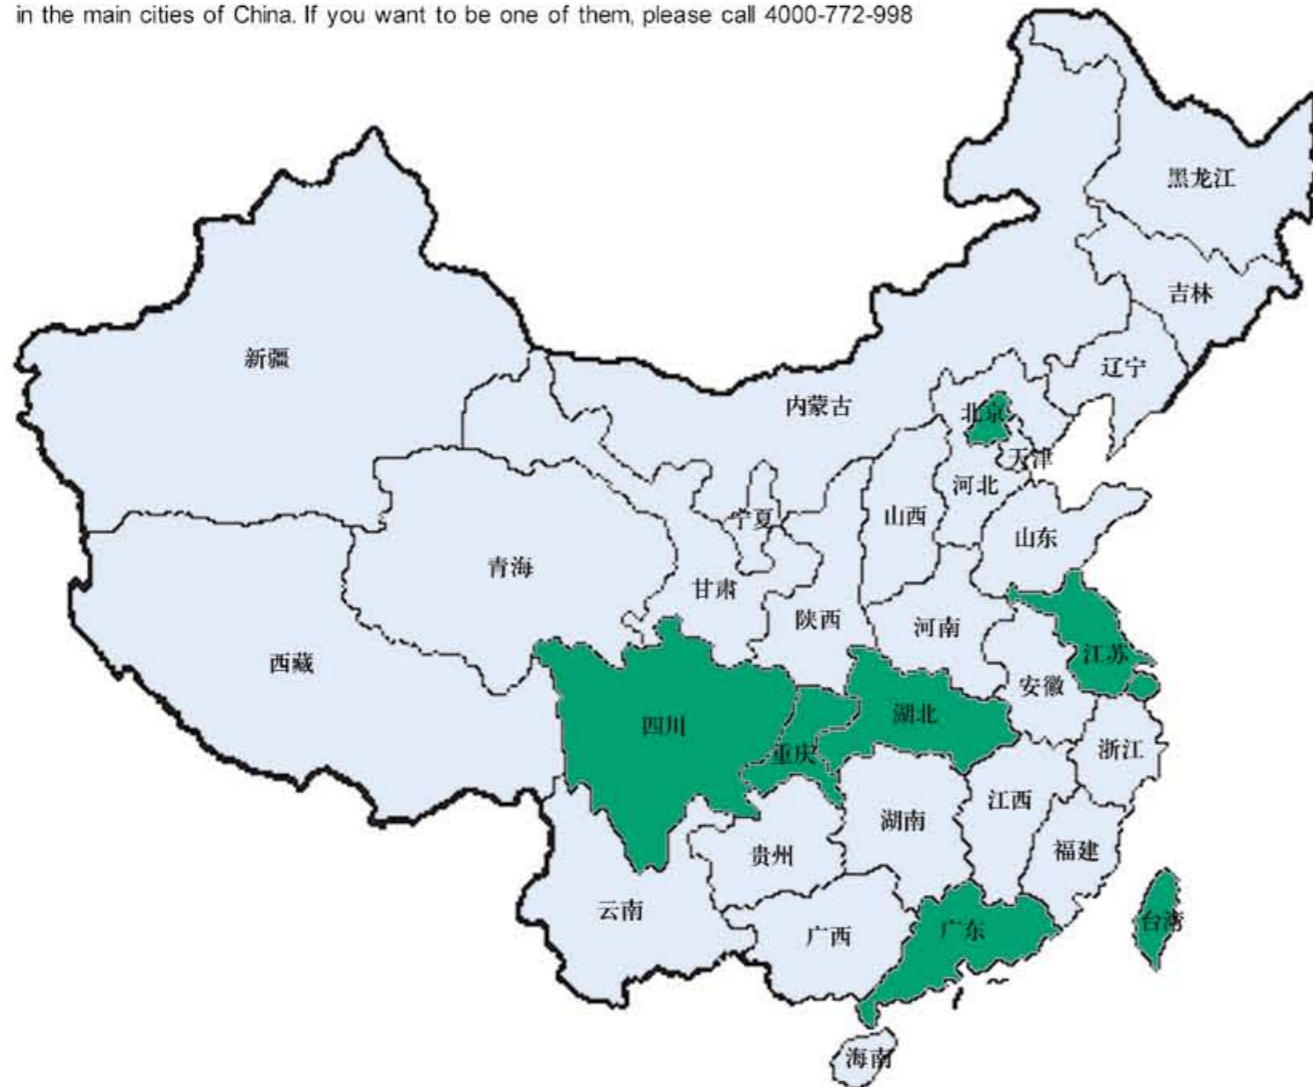 in the main cities of China. If you want to be one of them, please call 4000-772-998
黑龙江
吉林
新疆
辽宁
内蒙古
北京
天津
河北
宁夏
山西
山东
青海
甘肃
陕西
河南
西藏
江苏
安徽
四川
湖北
重庆
浙江
江西
湖南
贵州
福建
云南
台湾
广东
广西
海南